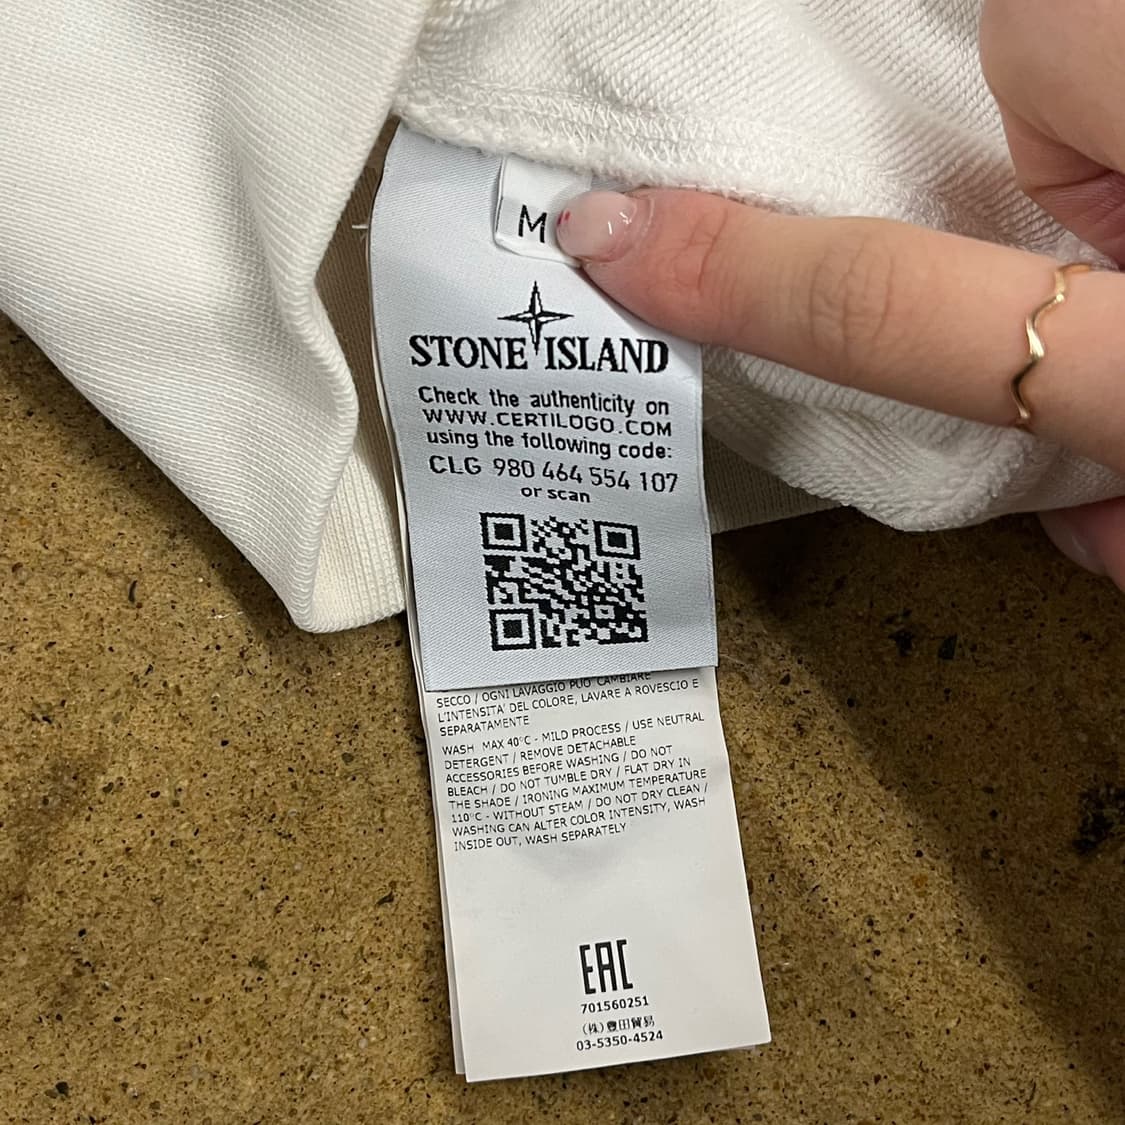 M
STONE ISLAND
Check the authenticity on
WWW.CERTILOGO.COM
using the following code:
CLG 980 464 554 107
or scan
SECCO / OGNI LAVAGGIO PUO' CAMBIARE
L'INTENSITA' DEL COLORE, LAVARE A ROVESCIO E
SEPARATAMENTE
WASH MAX 40°C - MILD PROCESS / USE NEUTRAL
DETERGENT / REMOVE DETACHABLE
ACCESSORIES BEFORE WASHING / DO NOT
BLEACH / DO NOT TUMBLE DRY / FLAT DRY IN
THE SHADE / IRONING MAXIMUM TEMPERATURE
110°C - WITHOUT STEAM / DO NOT DRY CLEAN /
WASHING CAN ALTER COLOR INTENSITY, WASH
INSIDE OUT, WASH SEPARATELY
EAC
701560251
(株)豊田貿易
03-5350-4524